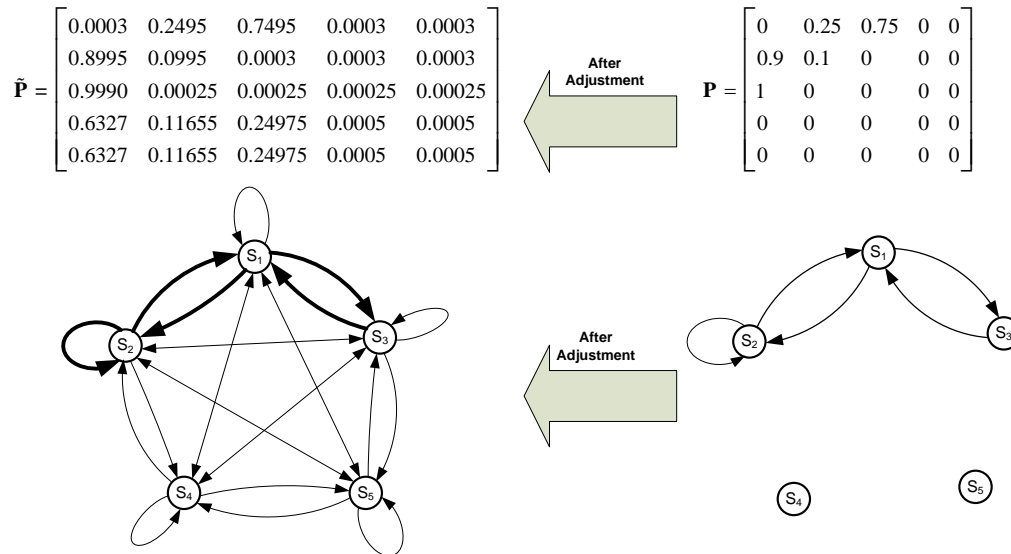 P̃ =
0.0003 0.2495 0.7495 0.0003 0.0003
0.8995 0.0995 0.0003 0.0003 0.0003
0.9990 0.00025 0.00025 0.00025 0.00025
0.6327 0.11655 0.24975 0.0005 0.0005
0.6327 0.11655 0.24975 0.0005 0.0005
After
Adjustment
P =
0 0.25 0.75 0 0
0.9 0.1 0 0 0
1 0 0 0 0
0 0 0 0 0
0 0 0 0 0
S₁
S₂
S₃
S₄
S₅
After
Adjustment
S₁
S₂
S₃
S₄
S₅